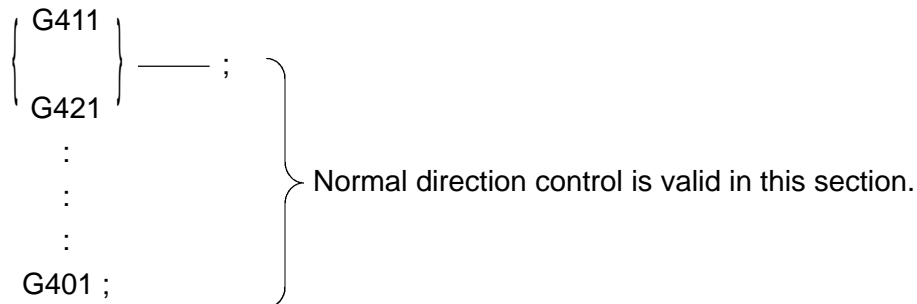 G411
——— ;
G421
:
:
Normal direction control is valid in this section.
:
G401 ;